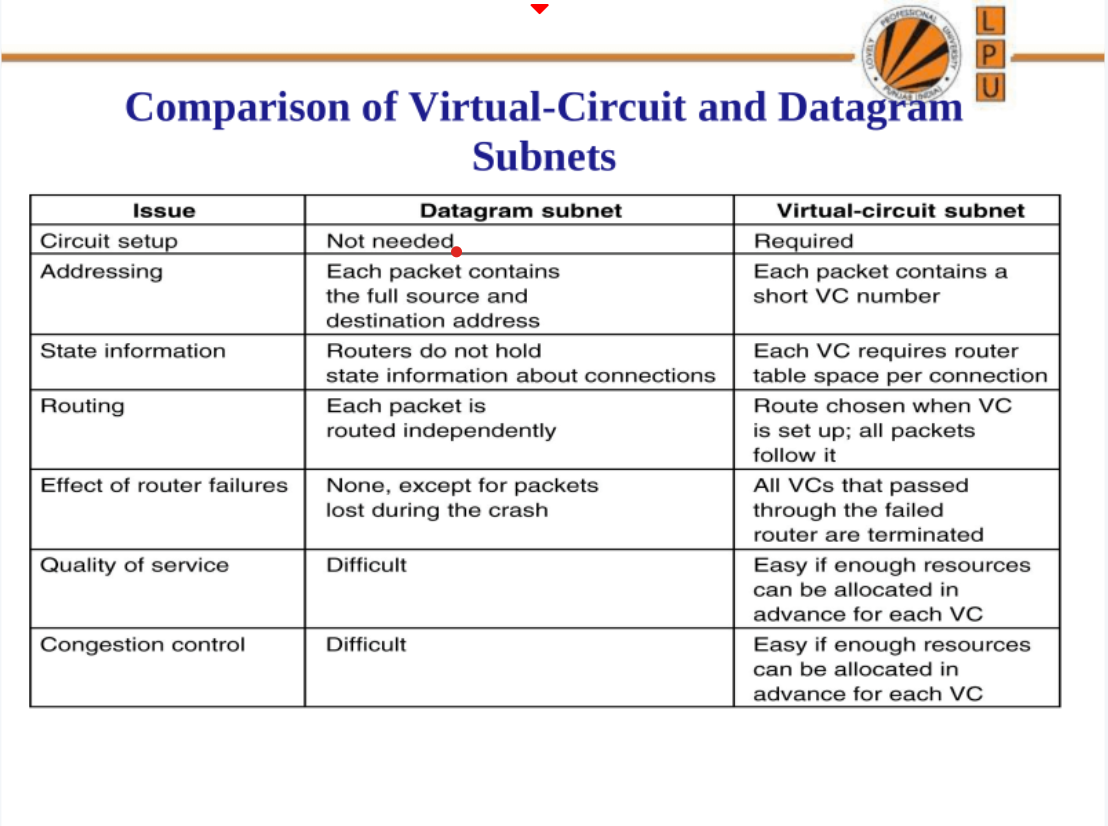 LOVELY PROFESSIONAL UNIVERSITY
PUNJAB (INDIA)
L
P
U
Comparison of Virtual-Circuit and Datagram
Subnets
Issue
Datagram subnet
Virtual-circuit subnet
Circuit setup
Not needed
Required
Addressing
Each packet contains
the full source and
destination address
Each packet contains a
short VC number
State information
Routers do not hold
state information about connections
Each VC requires router
table space per connection
Routing
Each packet is
routed independently
Route chosen when VC
is set up; all packets
follow it
Effect of router failures
None, except for packets
lost during the crash
All VCs that passed
through the failed
router are terminated
Quality of service
Difficult
Easy if enough resources
can be allocated in
advance for each VC
Congestion control
Difficult
Easy if enough resources
can be allocated in
advance for each VC